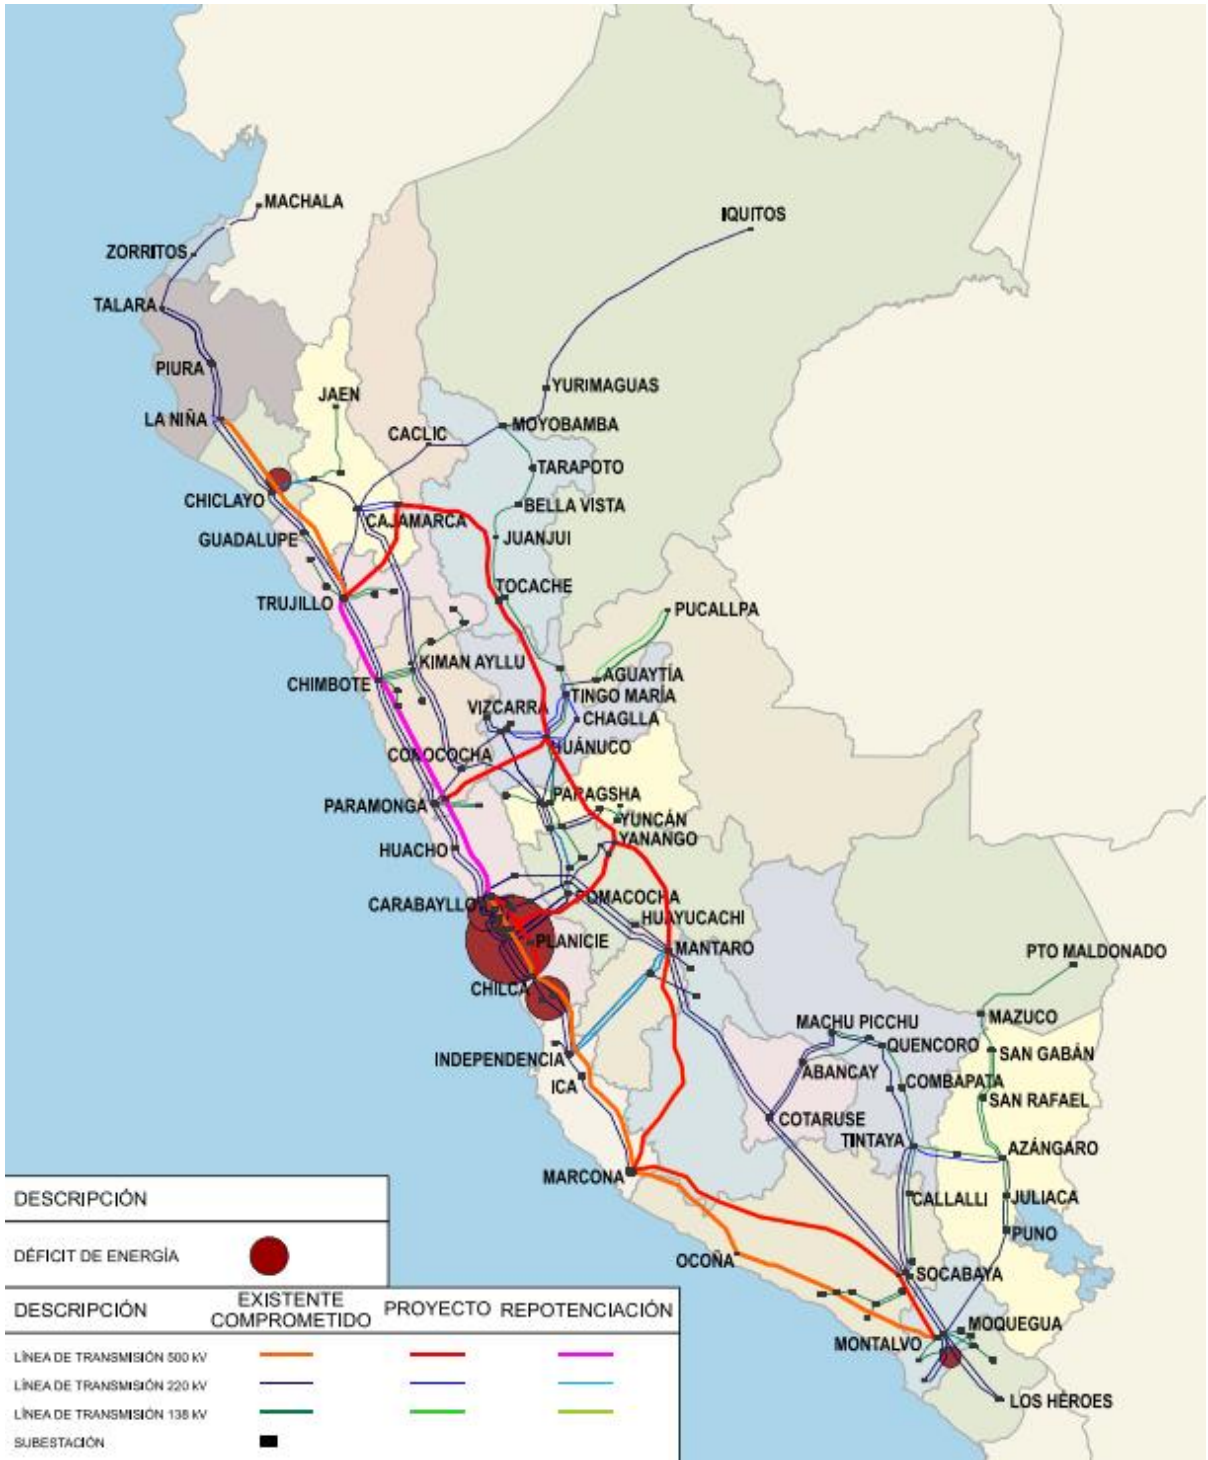 MACHALA
IQUITOS
ZORRITOS
TALARA
PIURA
YURIMAGUAS
JAEN
LA NIÑA
MOYOBAMBA
CACLIC
TARAPOTO
CHICLAYO
BELLA VISTA
CAJAMARCA
GUADALUPE
JUANJUI
TOCACHE
TRUJILLO
PUCALLPA
KIMAN AYLLU
AGUAYTÍA
CHIMBOTE
TINGO MARÍA
VIZCARRA
CHAGLLA
HUÁNUCO
CONOCOCHA
PARAGSHA
PARAMONGA
YUNCÁN
YANANGO
HUACHO
POMACOCHA
CARABAYLLO
HUAYUCACHI
PLANICIE
MANTARO
PTO MALDONADO
CHILCA
MAZUCO
MACHU PICCHU
QUENCORO
SAN GABÁN
INDEPENDENCIA
ABANCAY
COMBAPATA
ICA
SAN RAFAEL
COTARUSE
TINTAYA
AZÁNGARO
MARCONA
CALLALLI
JULIACA
PUNO
OCOÑA
SOCABAYA
MOQUEGUA
MONTALVO
LOS HÉROES
DESCRIPCIÓN
DÉFICIT DE ENERGÍA
DESCRIPCIÓN EXISTENTE COMPROMETIDO PROYECTO REPOTENCIACIÓN
LÍNEA DE TRANSMISIÓN 500 kV
LÍNEA DE TRANSMISIÓN 220 kV
LÍNEA DE TRANSMISIÓN 138 kV
SUBESTACIÓN